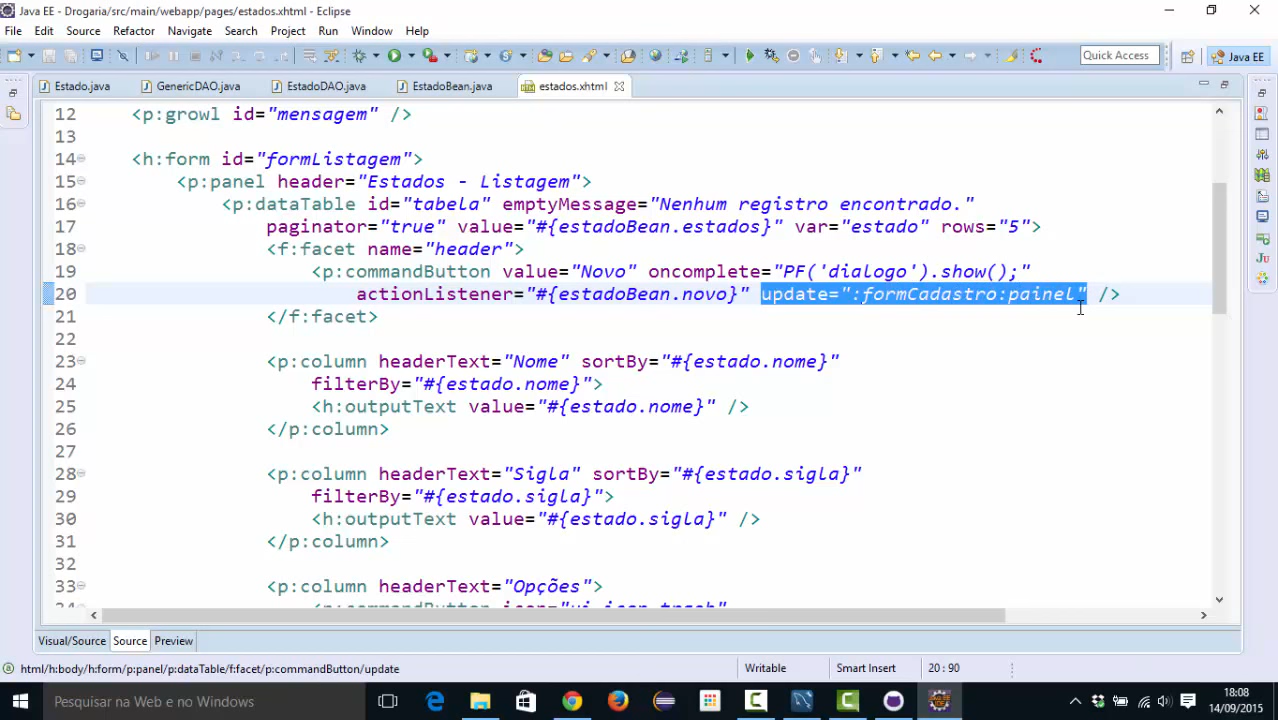 Java EE - Drogaria/src/main/webapp/pages/estados.xhtml - Eclipse
File Edit Source Refactor Navigate Search Project Run Window Help
Quick Access
Java EE
Estado.java GenericDAO.java EstadoDAO.java EstadoBean.java estados.xhtml
12 <p:growl id="mensagem" />
13
14 <h:form id="formListagem">
15 <p:panel header="Estados - Listagem">
16 <p:dataTable id="tabela" emptyMessage="Nenhum registro encontrado."
17 paginator="true" value="#{estadoBean.estados}" var="estado" rows="5">
18 <f:facet name="header">
19 <p:commandButton value="Novo" oncomplete="PF('dialogo').show();"
20 actionListener="#{estadoBean.novo}" update=":formCadastro:painel" />
21 </f:facet>
22
23 <p:column headerText="Nome" sortBy="#{estado.nome}"
24 filterBy="#{estado.nome}">
25 <h:outputText value="#{estado.nome}" />
26 </p:column>
27
28 <p:column headerText="Sigla" sortBy="#{estado.sigla}"
29 filterBy="#{estado.sigla}">
30 <h:outputText value="#{estado.sigla}" />
31 </p:column>
32
33 <p:column headerText="Opções">
Visual/Source Source Preview
html/h:body/h:form/p:panel/p:dataTable/f:facet/p:commandButton/update
Writable Smart Insert 20 : 90
Pesquisar na Web e no Windows
18:08
14/09/2015